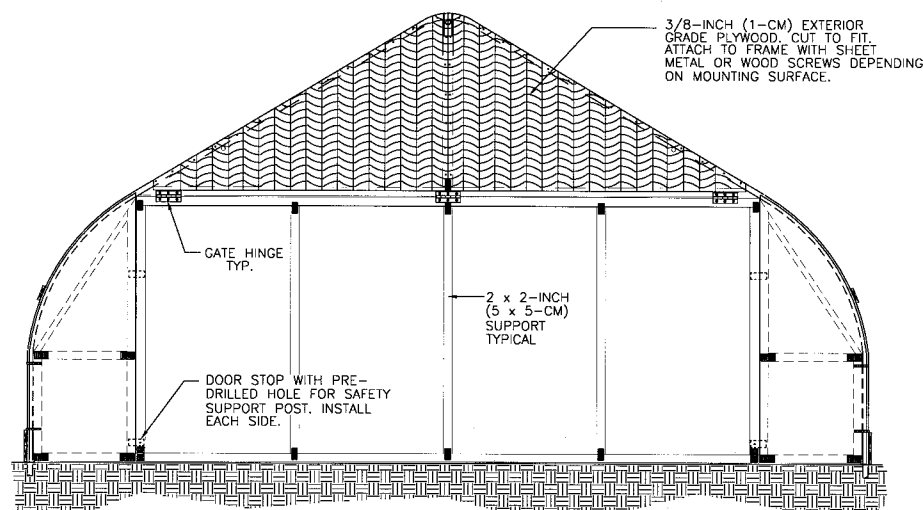 3/8-INCH (1-CM) EXTERIOR
GRADE PLYWOOD. CUT TO FIT.
ATTACH TO FRAME WITH SHEET
METAL OR WOOD SCREWS DEPENDING
ON MOUNTING SURFACE.
GATE HINGE
TYP.
2 x 2-INCH
(5 x 5-CM)
SUPPORT
TYPICAL
DOOR STOP WITH PRE-
DRILLED HOLE FOR SAFETY
SUPPORT POST. INSTALL
EACH SIDE.